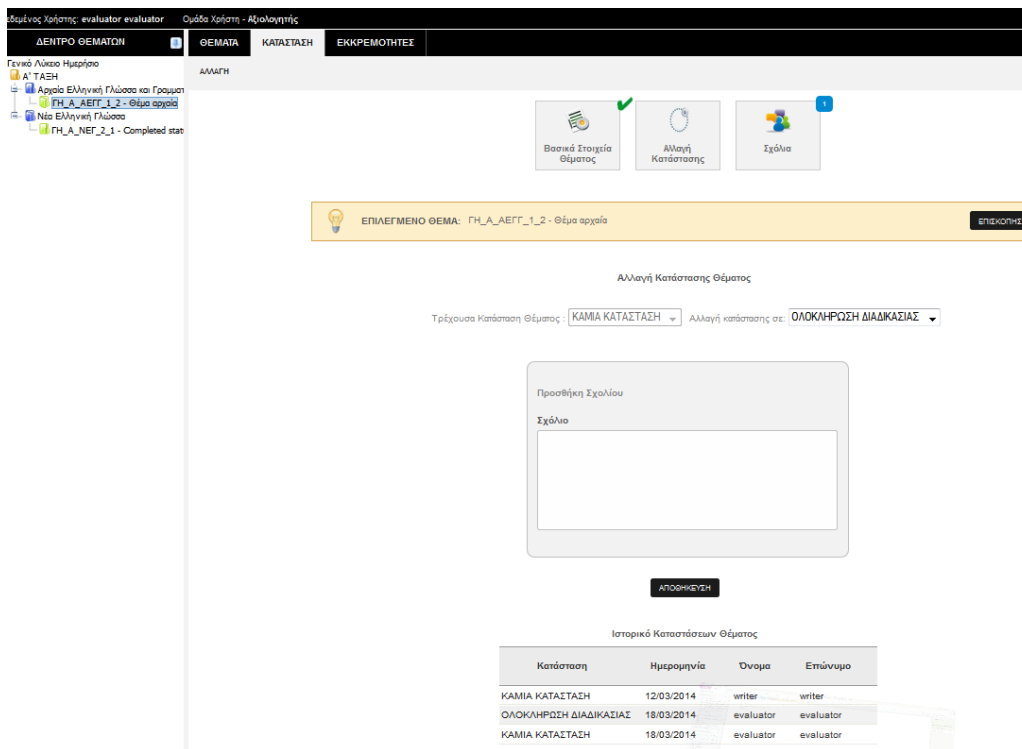 εδεμένος Χρήστης: evaluator evaluator Ομάδα Χρήστη - Αξιολογητής
ΔΕΝΤΡΟ ΘΕΜΑΤΩΝ ΘΕΜΑΤΑ ΚΑΤΑΣΤΑΣΗ ΕΚΚΡΕΜΟΤΗΤΕΣ
Γενικό Λύκειο Ημερήσιο
Α' ΤΑΞΗ
Αρχαία Ελληνική Γλώσσα και Γραμματ
ΓΗ_Α_ΑΕΓΓ_1_2 - Θέμα αρχαία
Νέα Ελληνική Γλώσσα
ΓΗ_Α_ΝΕΓ_2_1 - Completed stat
ΑΛΛΑΓΗ
1
Βασικά Στοιχεία Θέματος
Αλλαγή Κατάστασης
Σχόλια
ΕΠΙΛΕΓΜΕΝΟ ΘΕΜΑ: ΓΗ_Α_ΑΕΓΓ_1_2 - Θέμα αρχαία ΕΠΙΣΚΟΠΗΣ
Αλλαγή Κατάστασης Θέματος
Τρέχουσα Κατάσταση Θέματος : ΚΑΜΙΑ ΚΑΤΑΣΤΑΣΗ Αλλαγή κατάστασης σε: ΟΛΟΚΛΗΡΩΣΗ ΔΙΑΔΙΚΑΣΙΑΣ
Προσθήκη Σχολίου
Σχόλιο
ΑΠΟΘΗΚΕΥΣΗ
Ιστορικό Καταστάσεων Θέματος
Κατάσταση Ημερομηνία Όνομα Επώνυμο
ΚΑΜΙΑ ΚΑΤΑΣΤΑΣΗ 12/03/2014 writer writer
ΟΛΟΚΛΗΡΩΣΗ ΔΙΑΔΙΚΑΣΙΑΣ 18/03/2014 evaluator evaluator
ΚΑΜΙΑ ΚΑΤΑΣΤΑΣΗ 18/03/2014 evaluator evaluator